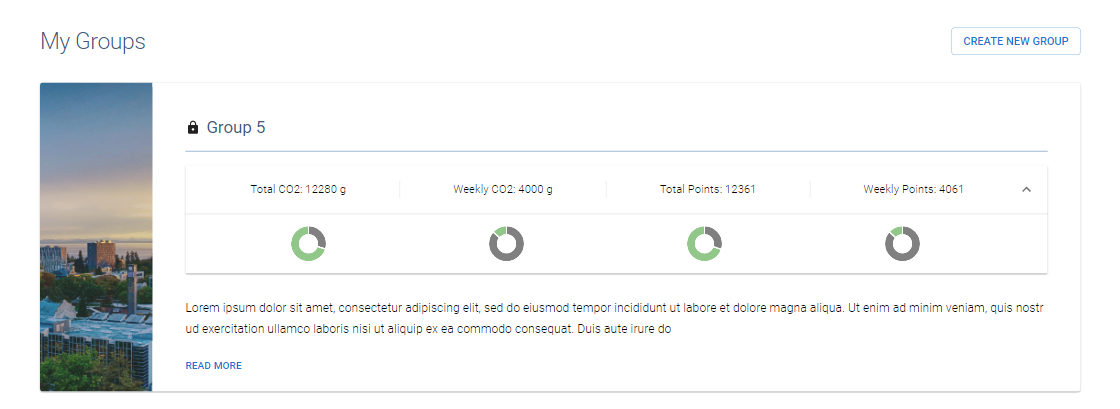 My Groups
CREATE NEW GROUP
Group 5
Total CO2: 12280 g
Weekly CO2: 4000 g
Total Points: 12361
Weekly Points: 4061
Lorem ipsum dolor sit amet, consectetur adipiscing elit, sed do eiusmod tempor incididunt ut labore et dolore magna aliqua. Ut enim ad minim veniam, quis nostr
ud exercitation ullamco laboris nisi ut aliquip ex ea commodo consequat. Duis aute irure do
READ MORE